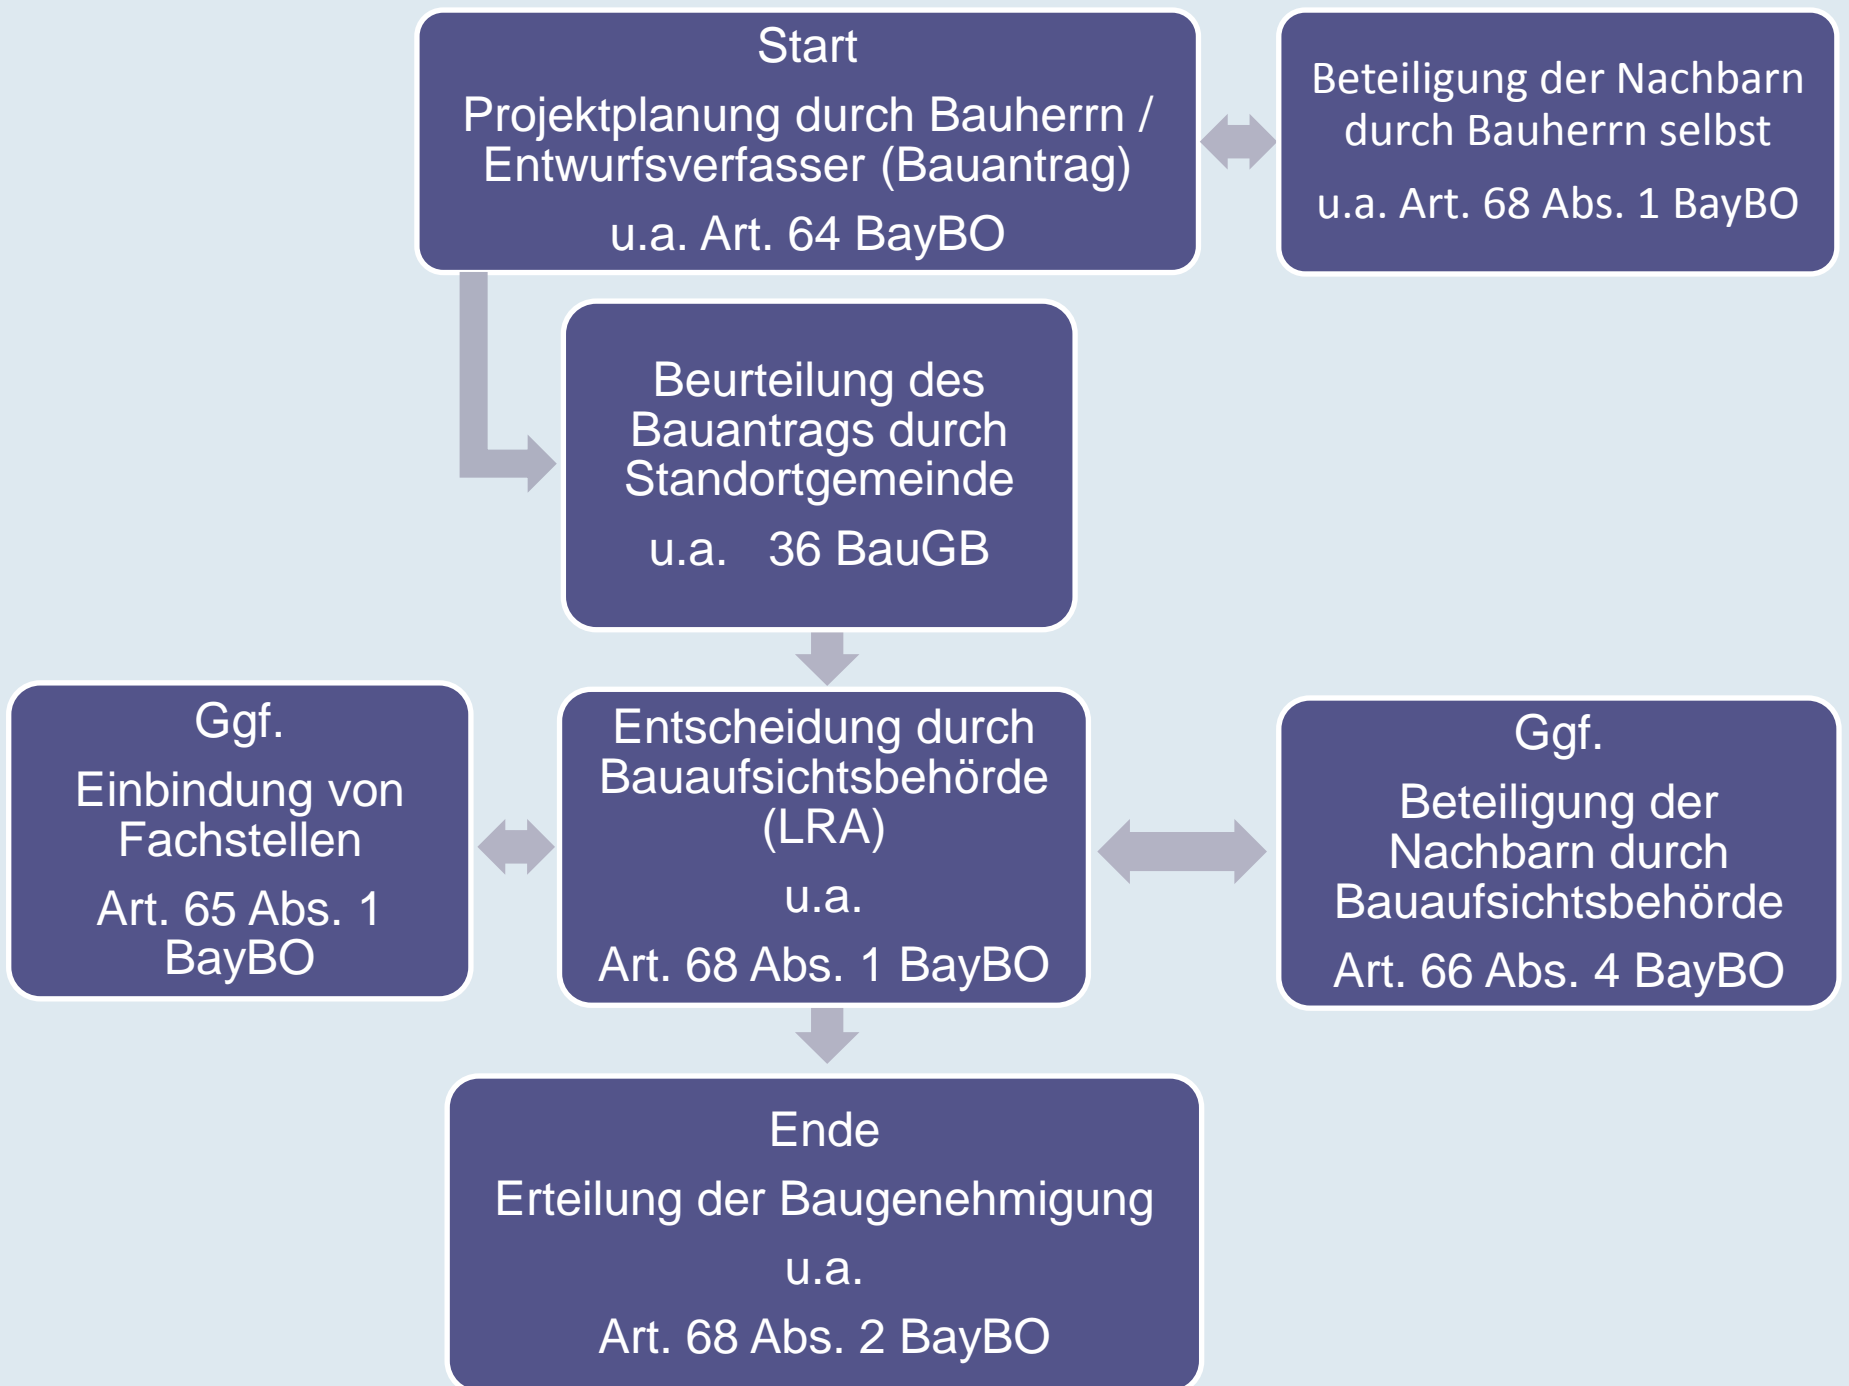 Start
Projektplanung durch Bauherrn /
Entwurfsverfasser (Bauantrag)
u.a. Art. 64 BayBO
Beteiligung der Nachbarn
durch Bauherrn selbst
u.a. Art. 68 Abs. 1 BayBO
Beurteilung des
Bauantrags durch
Standortgemeinde
u.a. 36 BauGB
Ggf.
Einbindung von
Fachstellen
Art. 65 Abs. 1
BayBO
Entscheidung durch
Bauaufsichtsbehörde
(LRA)
u.a.
Art. 68 Abs. 1 BayBO
Ggf.
Beteiligung der
Nachbarn durch
Bauaufsichtsbehörde
Art. 66 Abs. 4 BayBO
Ende
Erteilung der Baugenehmigung
u.a.
Art. 68 Abs. 2 BayBO